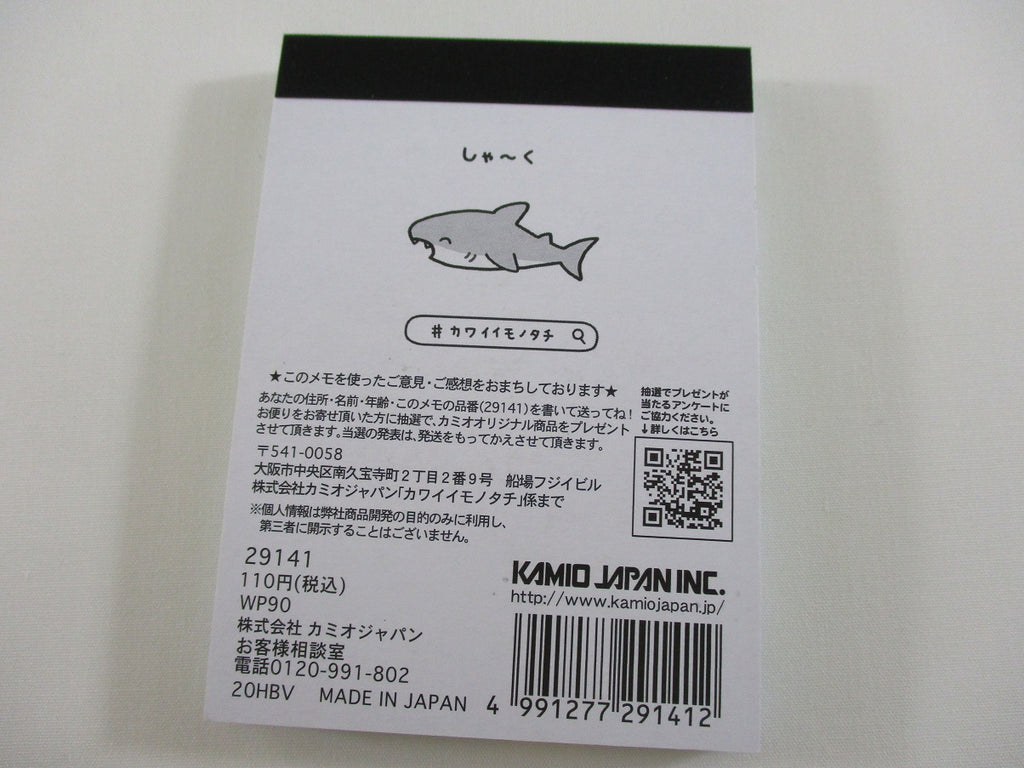 しゃ〜く
#カワイイモノタチ
★このメモを使ったご意見・ご感想をおまちしております★
あなたの住所・名前・年齢・このメモの品番(29141)を書いて送ってね!
お便りをお寄せ頂いた方に抽選で、カミオオリジナル商品をプレゼント
させて頂きます。当選の発表は、発送をもってかえさせて頂きます。
〒541-0058
大阪市中央区南久宝寺町2丁目2番9号 船場フジイビル
株式会社カミオジャパン「カワイイモノタチ」係まで
※個人情報は弊社商品開発の目的のみに利用し、
第三者に開示することはございません。
抽選でプレゼントが
当たるアンケートに
ご協力ください。
↓詳しくはこちら
29141
110円(税込)
WP90
株式会社 カミオジャパン
お客様相談室
電話0120-991-802
20HBV MADE IN JAPAN
KAMIO JAPAN INC.
http://www.kamiojapan.jp/
4 991277 291412